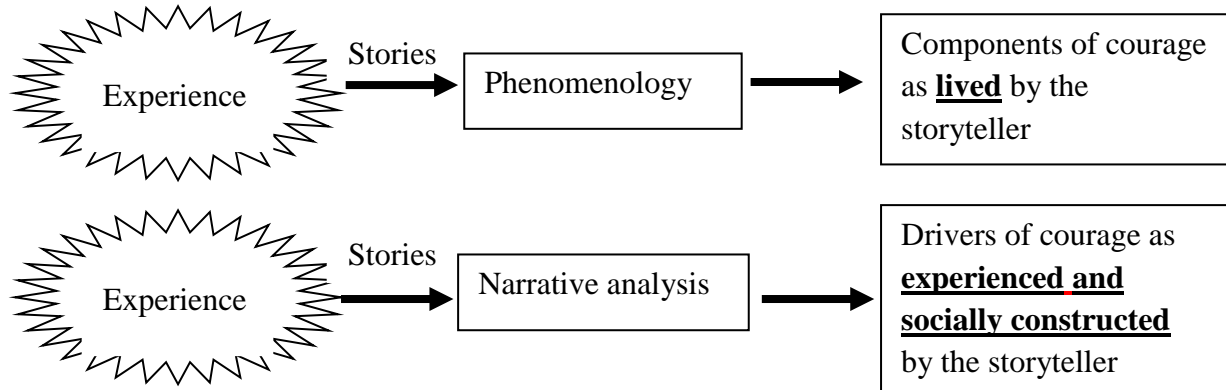 Stories
Experience
Phenomenology
Components of courage
as lived by the
storyteller
Stories
Experience
Narrative analysis
Drivers of courage as
experienced and
socially constructed
by the storyteller